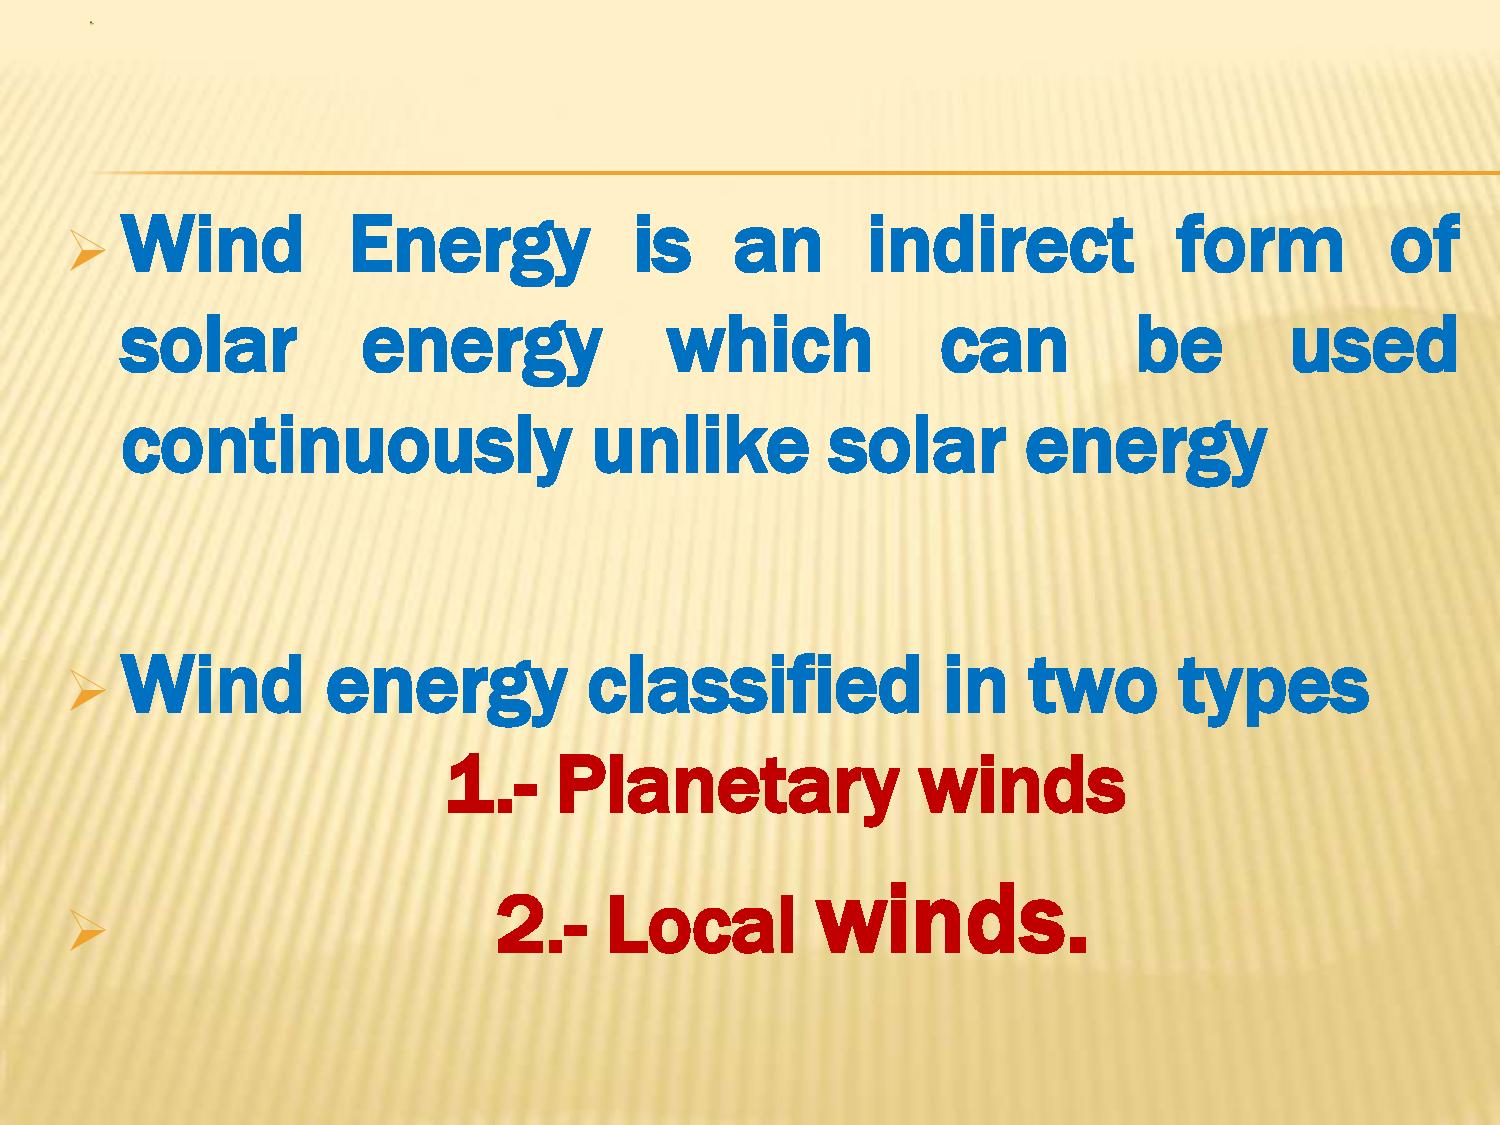 Wind Energy is an indirect form of
solar energy which can be used
continuously unlike solar energy
Wind energy classified in two types
1.- Planetary winds
2.- Local winds.